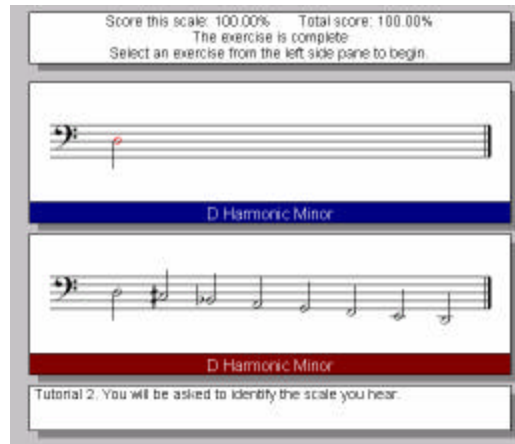 Score this scale: 100.00% Total score: 100.00%
The exercise is complete
Select an exercise from the left side pane to begin.
D Harmonic Minor
D Harmonic Minor
Tutorial 2. You will be asked to identify the scale you hear.